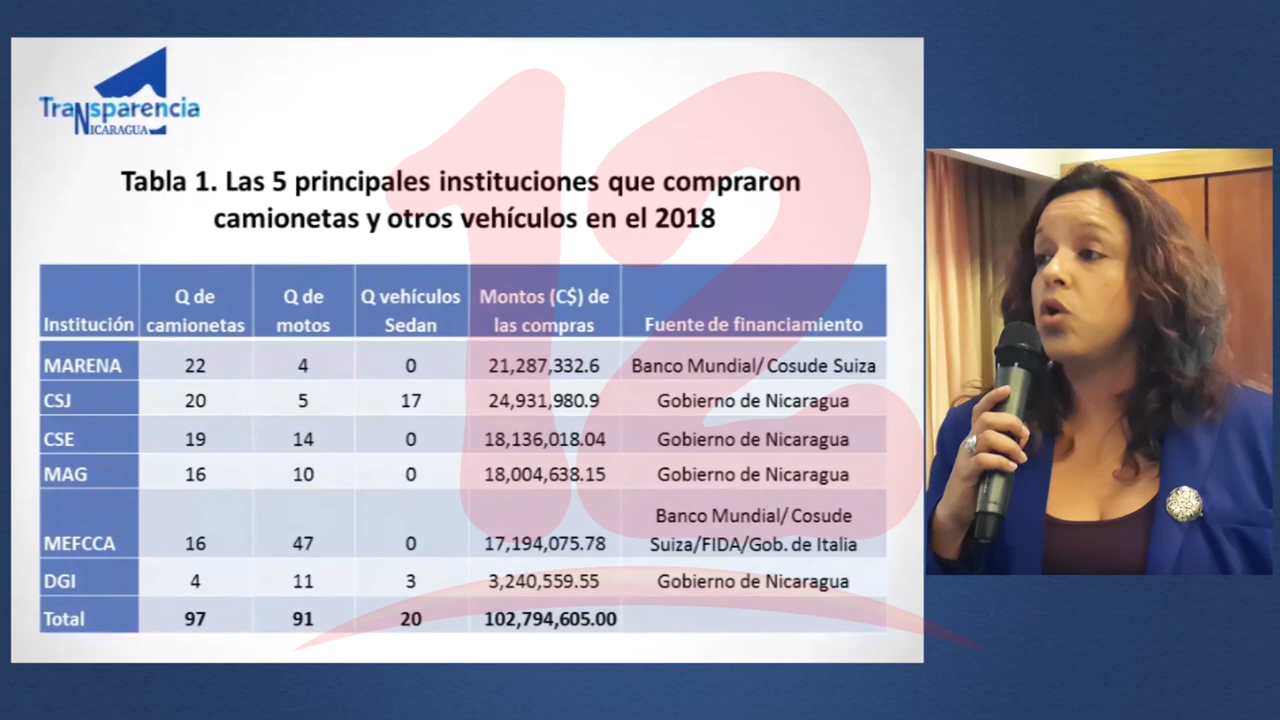 Transparencia
NICARAGUA
12
Tabla 1. Las 5 principales instituciones que compraron
camionetas y otros vehículos en el 2018
Institución Q de camionetas Q de motos Q vehículos Sedan Montos (C$) de las compras Fuente de financiamiento
MARENA 22 4 0 21,287,332.6 Banco Mundial/ Cosude Suiza
CSJ 20 5 17 24,931,980.9 Gobierno de Nicaragua
CSE 19 14 0 18,136,018.04 Gobierno de Nicaragua
MAG 16 10 0 18,004,638.15 Gobierno de Nicaragua
MEFCCA 16 47 0 17,194,075.78 Banco Mundial/ Cosude Suiza/FIDA/Gob. de Italia
DGI 4 11 3 3,240,559.55 Gobierno de Nicaragua
Total 97 91 20 102,794,605.00